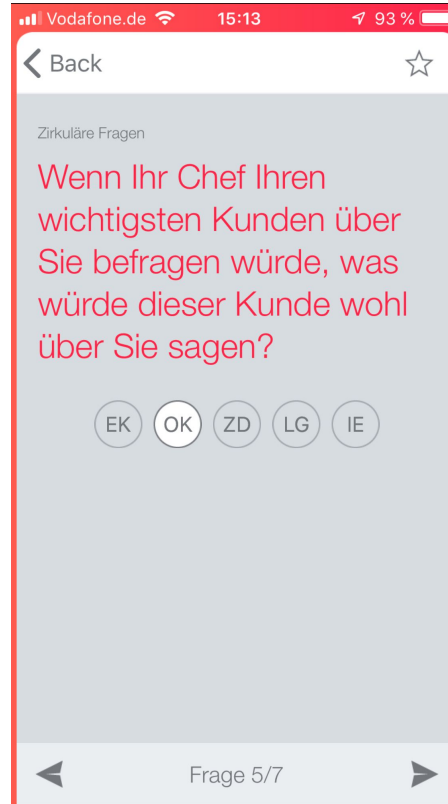 Vodafone.de 15:13 93 %
Back
Zirkuläre Fragen
Wenn Ihr Chef Ihren
wichtigsten Kunden über
Sie befragen würde, was
würde dieser Kunde wohl
über Sie sagen?
EK OK ZD LG IE
Frage 5/7